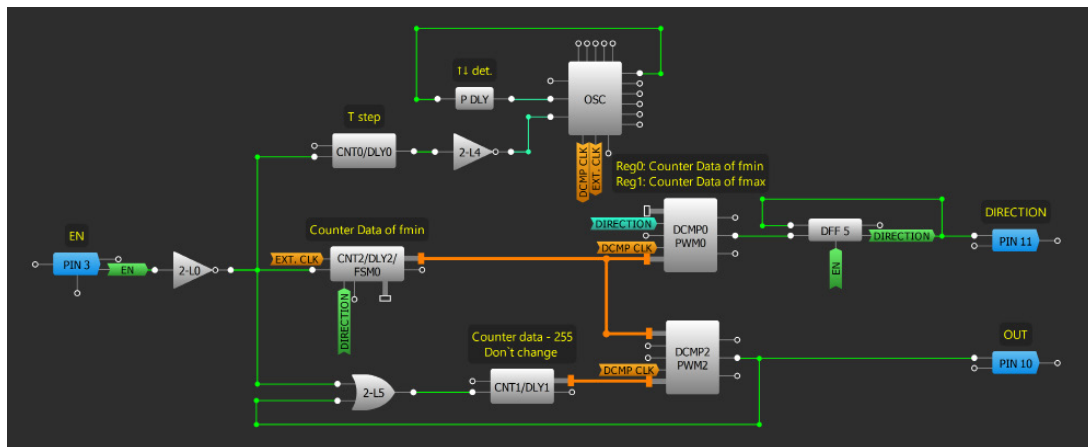 ↑↓ det.
P DLY
OSC
T step
CNT0/DLY0
2-L4
DCMP CLK
EXT. CLK
Reg0: Counter Data of fmin
Reg1: Counter Data of fmax
EN
PIN 3
EN
2-L0
Counter Data of fmin
EXT. CLK
CNT2/DLY2/
FSM0
DIRECTION
DIRECTION
DCMP CLK
DCMP0
PWM0
DFF 5
EN
DIRECTION
DIRECTION
PIN 11
Counter data - 255
Don`t change
2-L5
CNT1/DLY1
DCMP CLK
DCMP2
PWM2
OUT
PIN 10